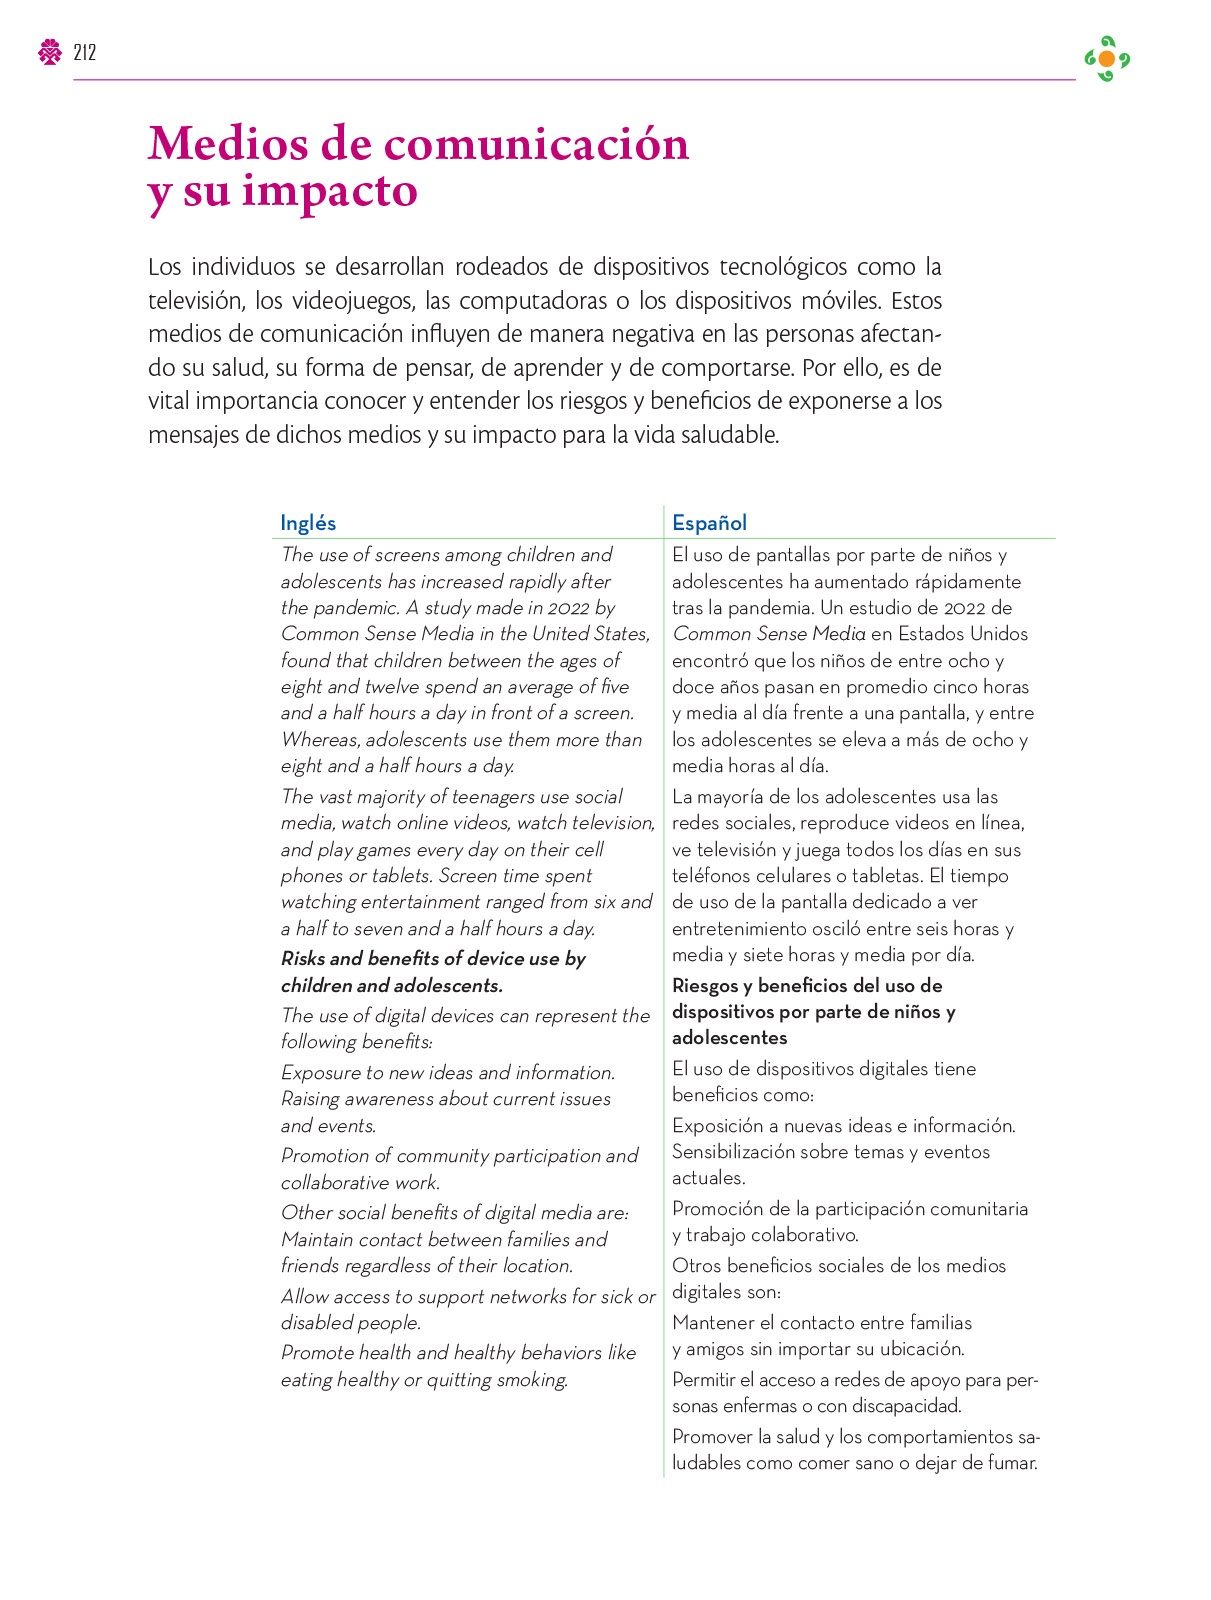 212
Medios de comunicación
y su impacto
Los individuos se desarrollan rodeados de dispositivos tecnológicos como la
televisión, los videojuegos, las computadoras o los dispositivos móviles. Estos
medios de comunicación influyen de manera negativa en las personas afectan-
do su salud, su forma de pensar, de aprender y de comportarse. Por ello, es de
vital importancia conocer y entender los riesgos y beneficios de exponerse a los
mensajes de dichos medios y su impacto para la vida saludable.
Inglés
The use of screens among children and
adolescents has increased rapidly after
the pandemic. A study made in 2022 by
Common Sense Media in the United States,
found that children between the ages of
eight and twelve spend an average of five
and a half hours a day in front of a screen.
Whereas, adolescents use them more than
eight and a half hours a day.
The vast majority of teenagers use social
media, watch online videos, watch television,
and play games every day on their cell
phones or tablets. Screen time spent
watching entertainment ranged from six and
a half to seven and a half hours a day.
Risks and benefits of device use by
children and adolescents.
The use of digital devices can represent the
following benefits:
Exposure to new ideas and information.
Raising awareness about current issues
and events.
Promotion of community participation and
collaborative work.
Other social benefits of digital media are:
Maintain contact between families and
friends regardless of their location.
Allow access to support networks for sick or
disabled people.
Promote health and healthy behaviors like
eating healthy or quitting smoking.
Español
El uso de pantallas por parte de niños y
adolescentes ha aumentado rápidamente
tras la pandemia. Un estudio de 2022 de
Common Sense Media en Estados Unidos
encontró que los niños de entre ocho y
doce años pasan en promedio cinco horas
y media al día frente a una pantalla, y entre
los adolescentes se eleva a más de ocho y
media horas al día.
La mayoría de los adolescentes usa las
redes sociales, reproduce videos en línea,
ve televisión y juega todos los días en sus
teléfonos celulares o tabletas. El tiempo
de uso de la pantalla dedicado a ver
entretenimiento osciló entre seis horas y
media y siete horas y media por día.
Riesgos y beneficios del uso de
dispositivos por parte de niños y
adolescentes
El uso de dispositivos digitales tiene
beneficios como:
Exposición a nuevas ideas e información.
Sensibilización sobre temas y eventos
actuales.
Promoción de la participación comunitaria
y trabajo colaborativo.
Otros beneficios sociales de los medios
digitales son:
Mantener el contacto entre familias
y amigos sin importar su ubicación.
Permitir el acceso a redes de apoyo para per-
sonas enfermas o con discapacidad.
Promover la salud y los comportamientos sa-
ludables como comer sano o dejar de fumar.